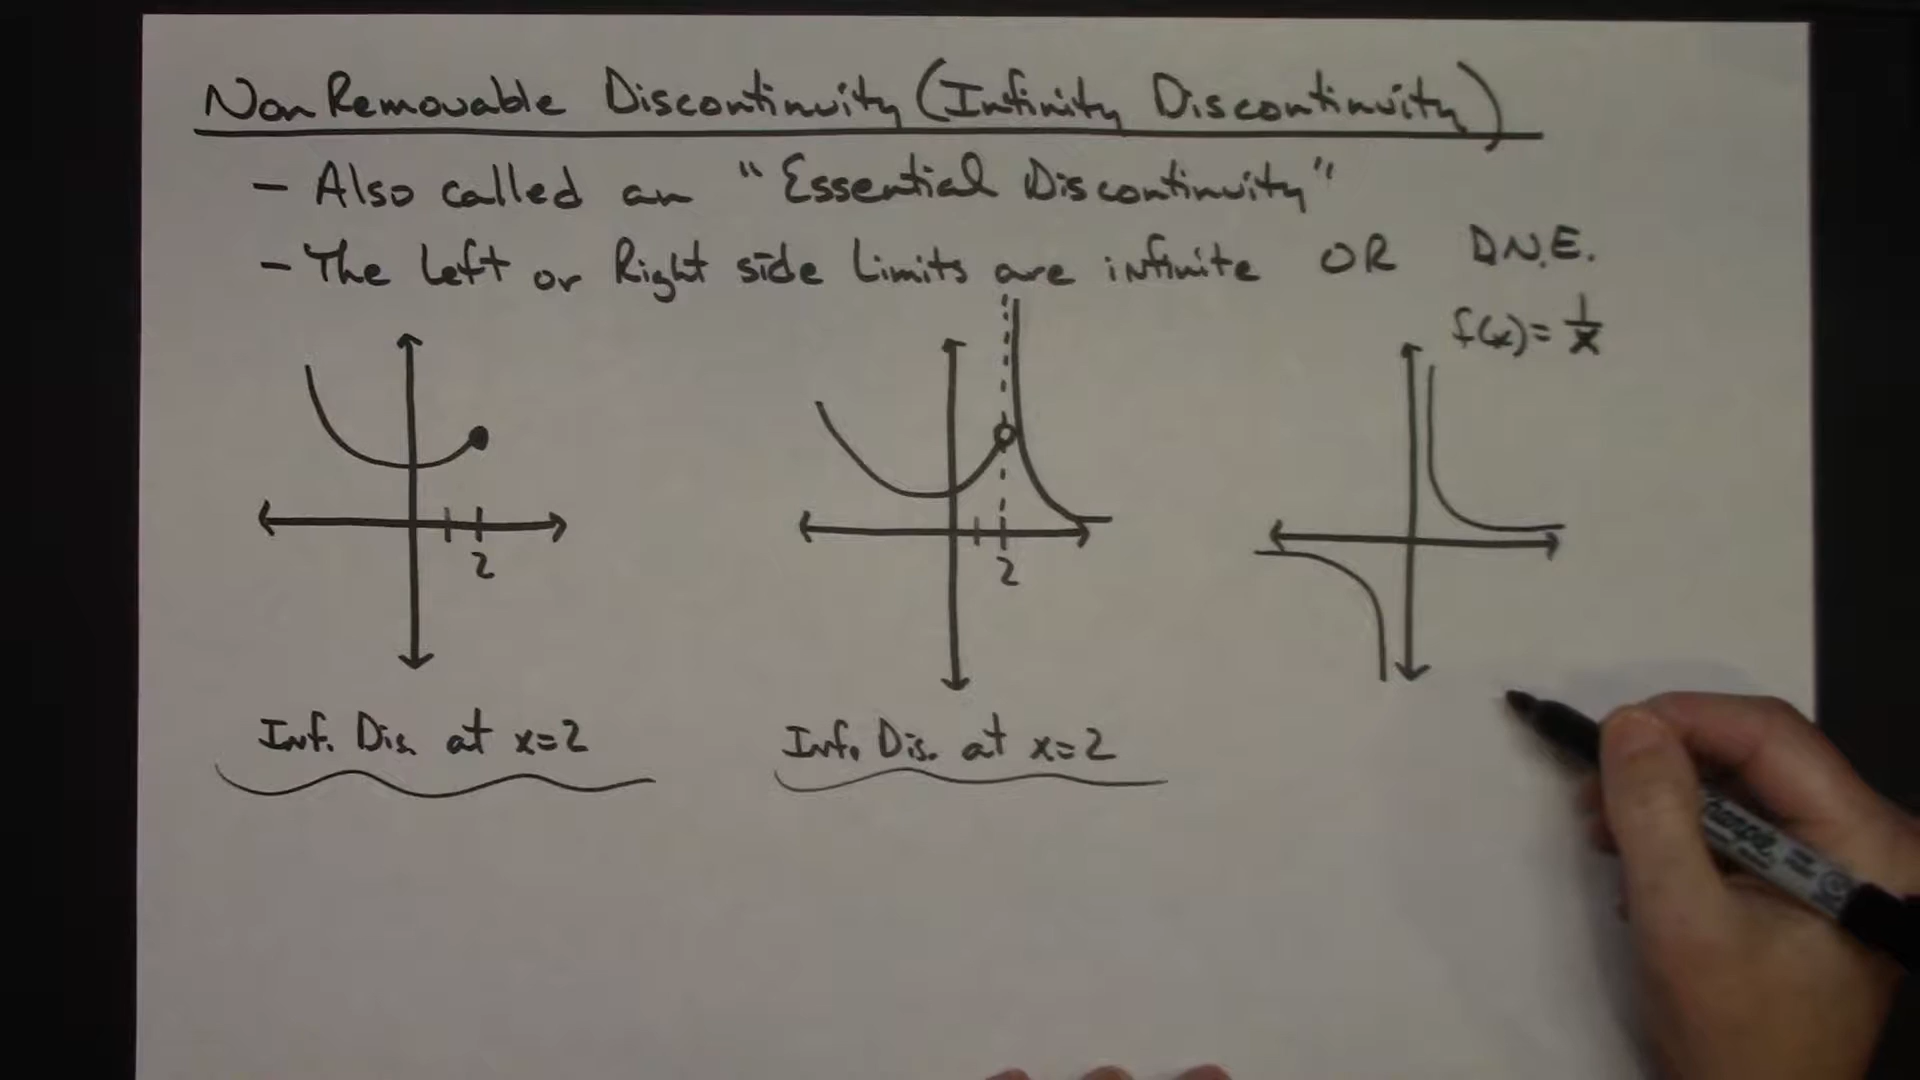 Non Removable Discontinuity (Infinity Discontinuity)
- Also called an "Essential Discontinuity"
- The Left or Right side Limits are infinite OR D.N.E.
f(x) = 1/x
2
2
Inf. Dis. at x=2
Inf. Dis. at x=2
Sharpie